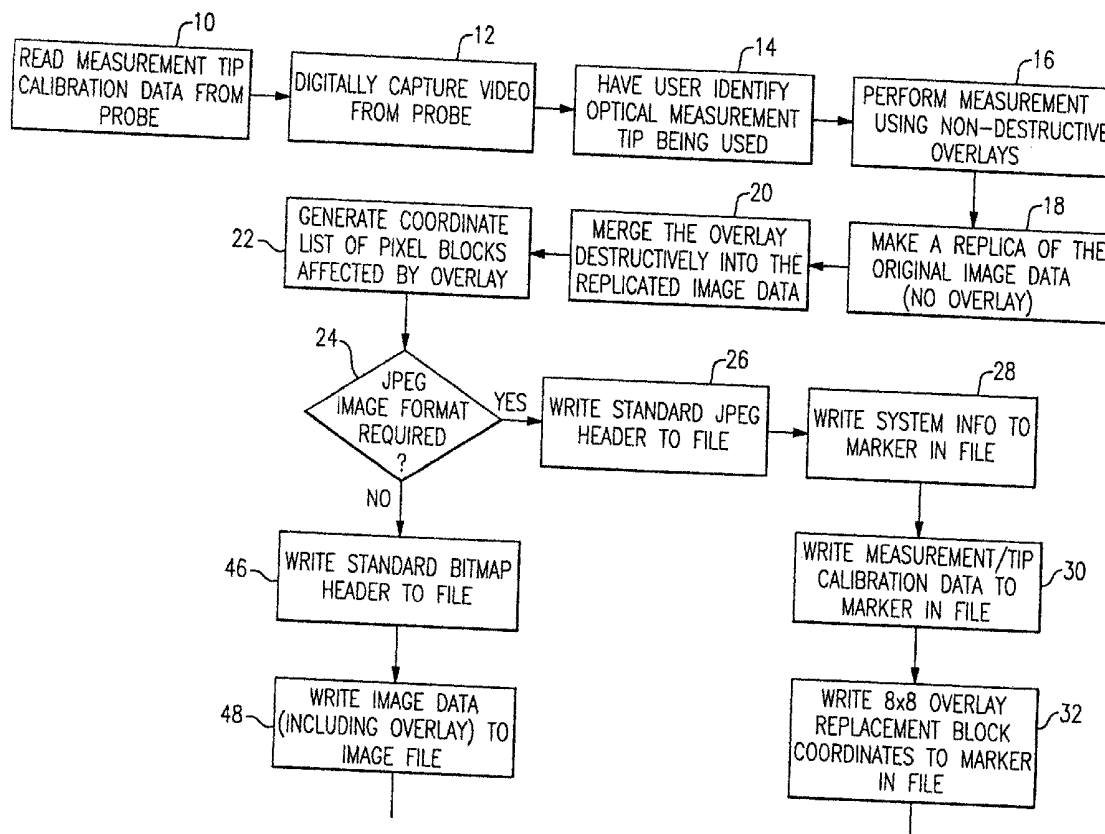 10
READ MEASUREMENT TIP
CALIBRATION DATA FROM
PROBE
12
DIGITALLY CAPTURE VIDEO
FROM PROBE
14
HAVE USER IDENTIFY
OPTICAL MEASUREMENT
TIP BEING USED
16
PERFORM MEASUREMENT
USING NON-DESTRUCTIVE
OVERLAYS
18
MAKE A REPLICA OF THE
ORIGINAL IMAGE DATA
(NO OVERLAY)
20
MERGE THE OVERLAY
DESTRUCTIVELY INTO THE
REPLICATED IMAGE DATA
22
GENERATE COORDINATE
LIST OF PIXEL BLOCKS
AFFECTED BY OVERLAY
24
JPEG
IMAGE FORMAT
REQUIRED
?
YES
NO
26
WRITE STANDARD JPEG
HEADER TO FILE
28
WRITE SYSTEM INFO TO
MARKER IN FILE
30
WRITE MEASUREMENT/TIP
CALIBRATION DATA TO
MARKER IN FILE
32
WRITE 8x8 OVERLAY
REPLACEMENT BLOCK
COORDINATES TO MARKER
IN FILE
46
WRITE STANDARD BITMAP
HEADER TO FILE
48
WRITE IMAGE DATA
(INCLUDING OVERLAY) TO
IMAGE FILE